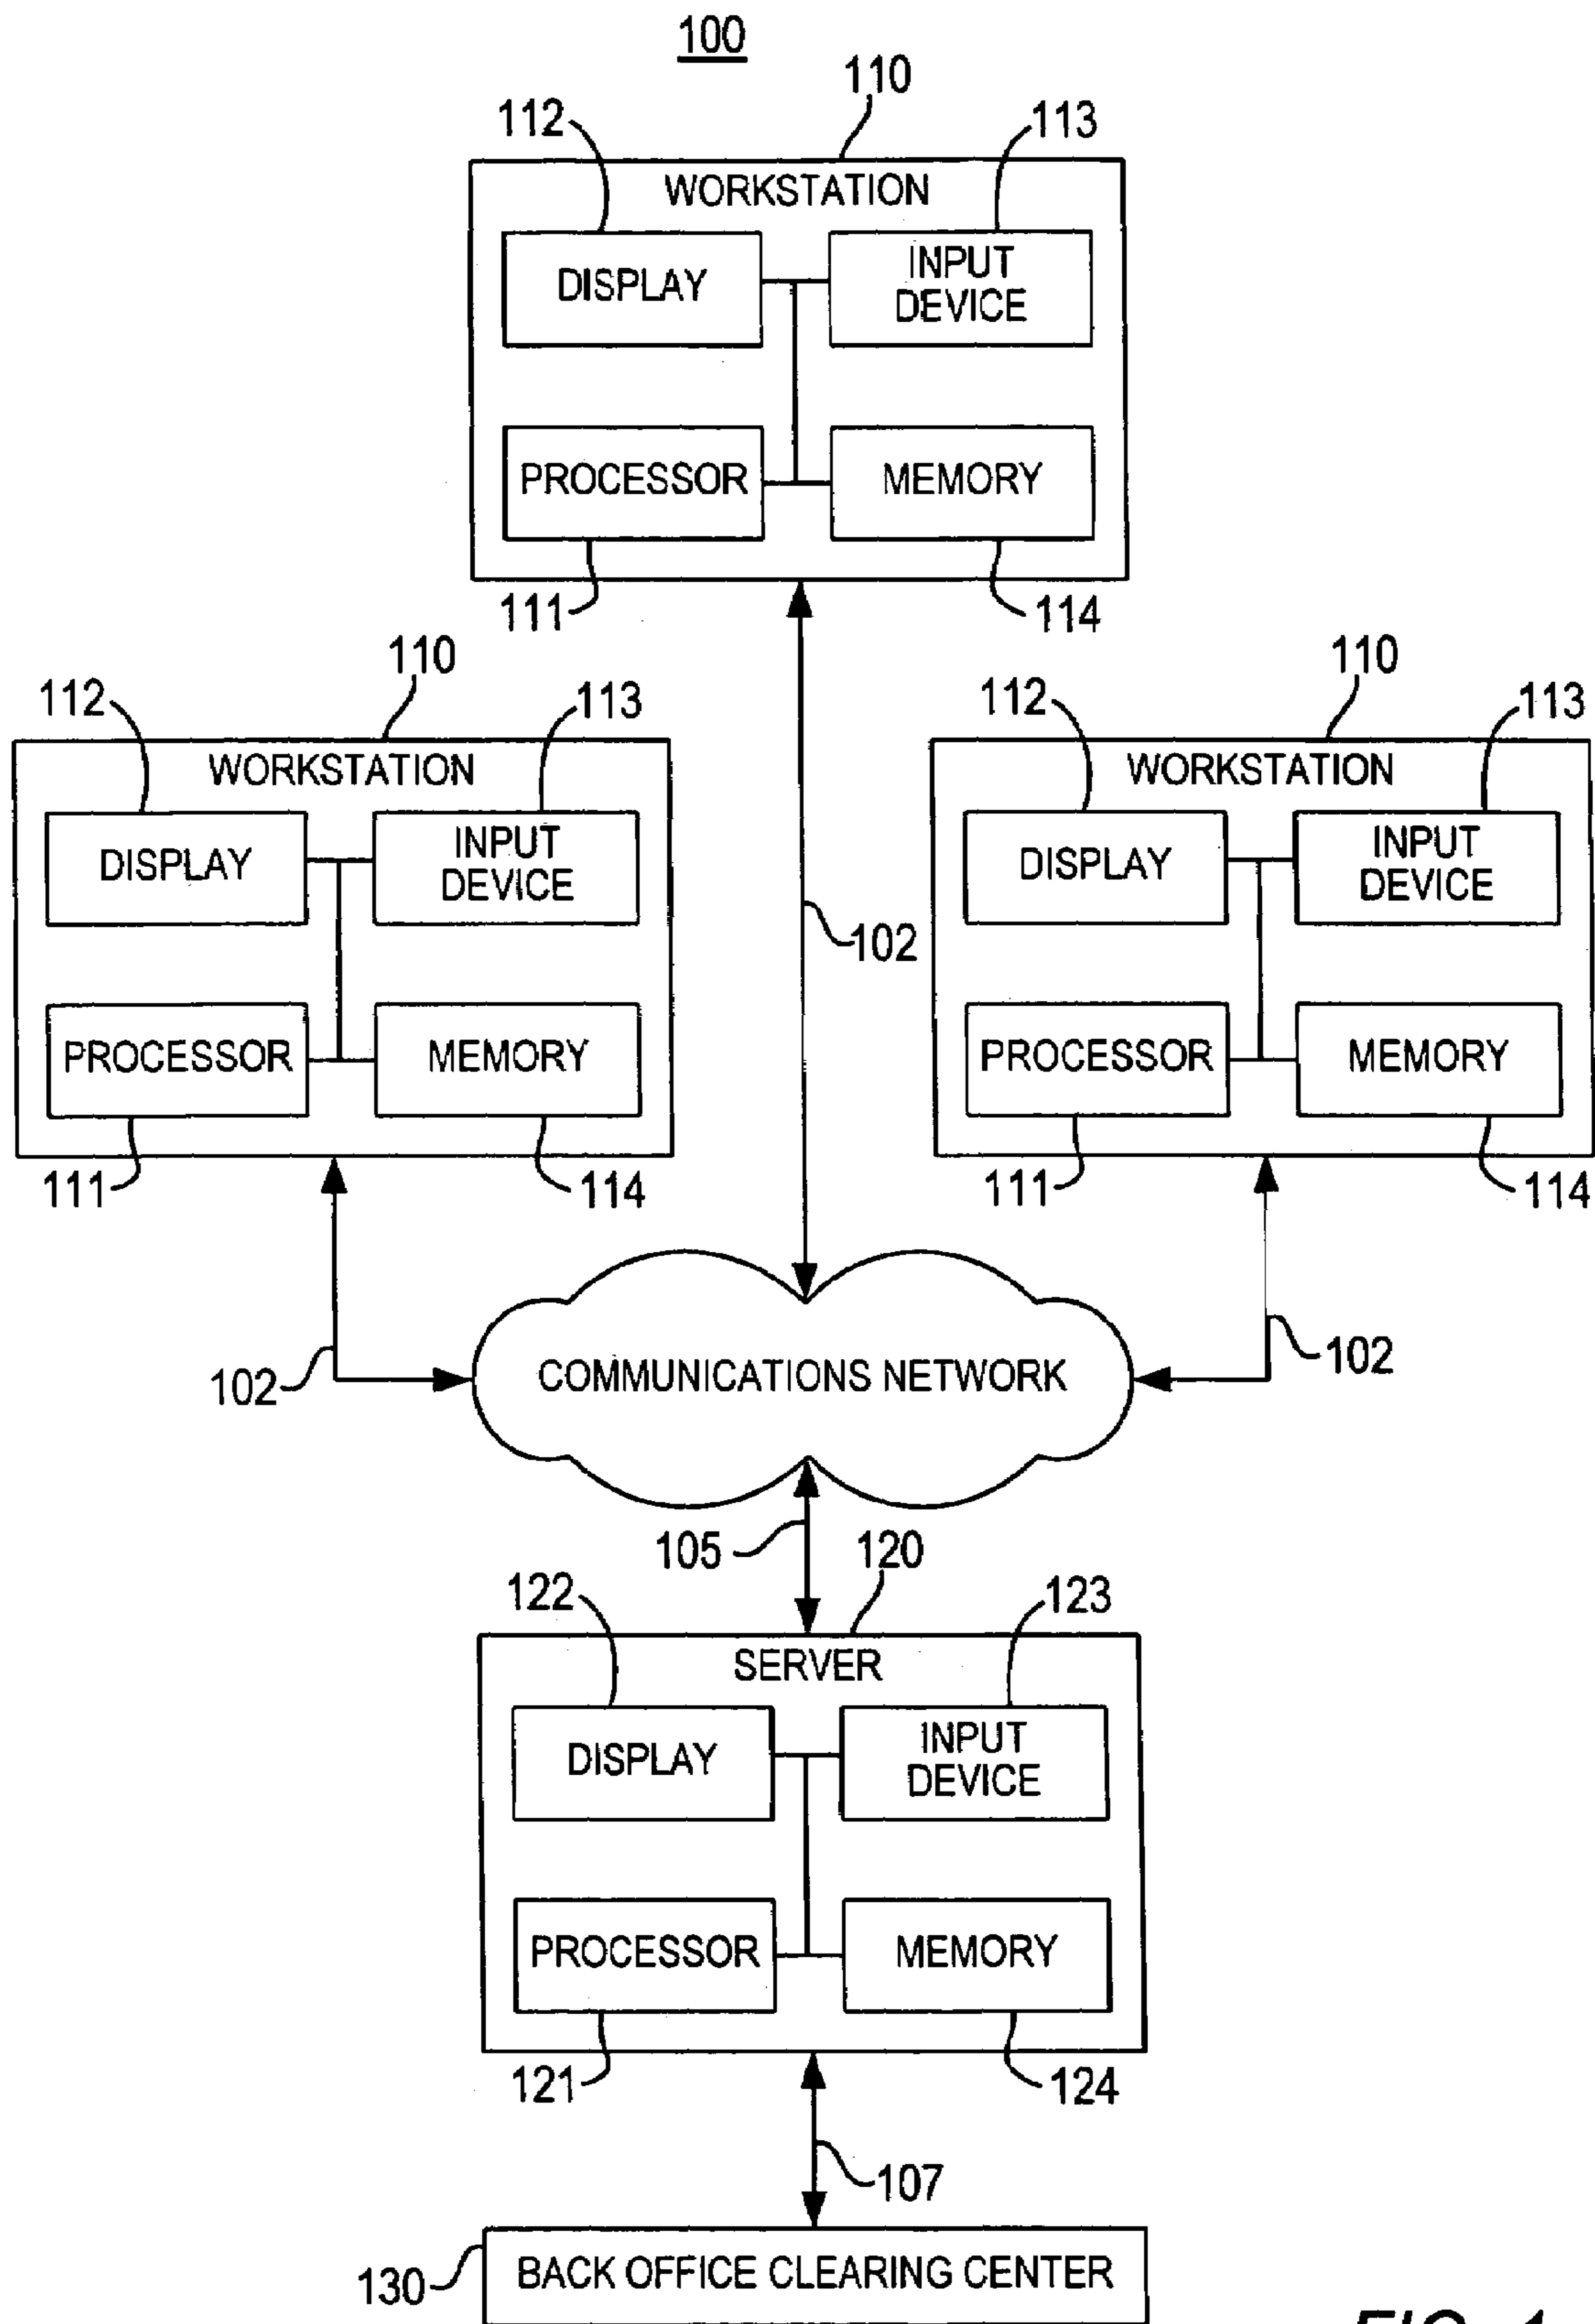 100
110
112
113
WORKSTATION
DISPLAY
INPUT
DEVICE
PROCESSOR
MEMORY
111
114
110
110
112
113
112
113
WORKSTATION
WORKSTATION
DISPLAY
INPUT
DEVICE
DISPLAY
INPUT
DEVICE
102
PROCESSOR
MEMORY
PROCESSOR
MEMORY
111
114
111
114
102
COMMUNICATIONS NETWORK
102
105
120
122
123
SERVER
DISPLAY
INPUT
DEVICE
PROCESSOR
MEMORY
121
124
107
130
BACK OFFICE CLEARING CENTER